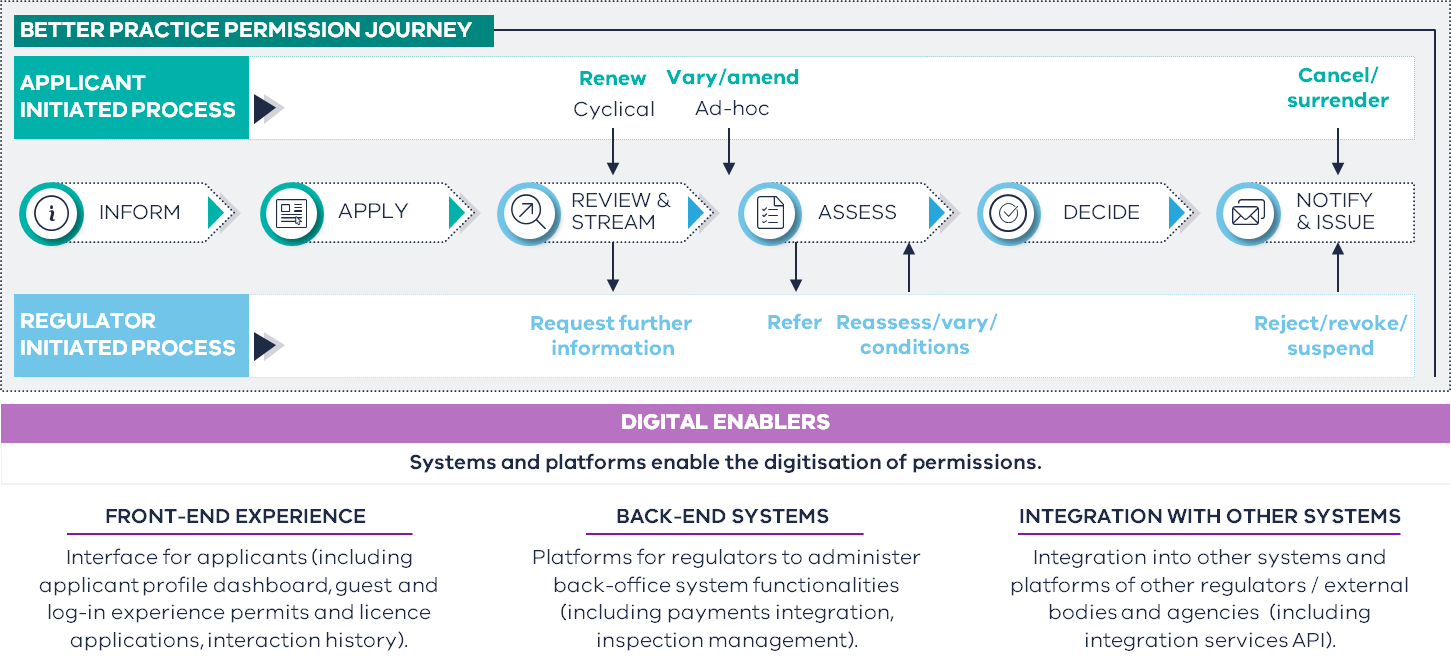 BETTER PRACTICE PERMISSION JOURNEY
APPLICANT
INITIATED PROCESS
Renew
Cyclical
Vary/amend
Ad-hoc
Cancel/
surrender
INFORM
APPLY
REVIEW &
STREAM
ASSESS
DECIDE
NOTIFY
& ISSUE
REGULATOR
INITIATED PROCESS
Request further
information
Refer
Reassess/vary/
conditions
Reject/revoke/
suspend
DIGITAL ENABLERS
Systems and platforms enable the digitisation of permissions.
FRONT-END EXPERIENCE
Interface for applicants (including
applicant profile dashboard, guest and
log-in experience permits and licence
applications, interaction history).
BACK-END SYSTEMS
Platforms for regulators to administer
back-office system functionalities
(including payments integration,
inspection management).
INTEGRATION WITH OTHER SYSTEMS
Integration into other systems and
platforms of other regulators / external
bodies and agencies (including
integration services API).